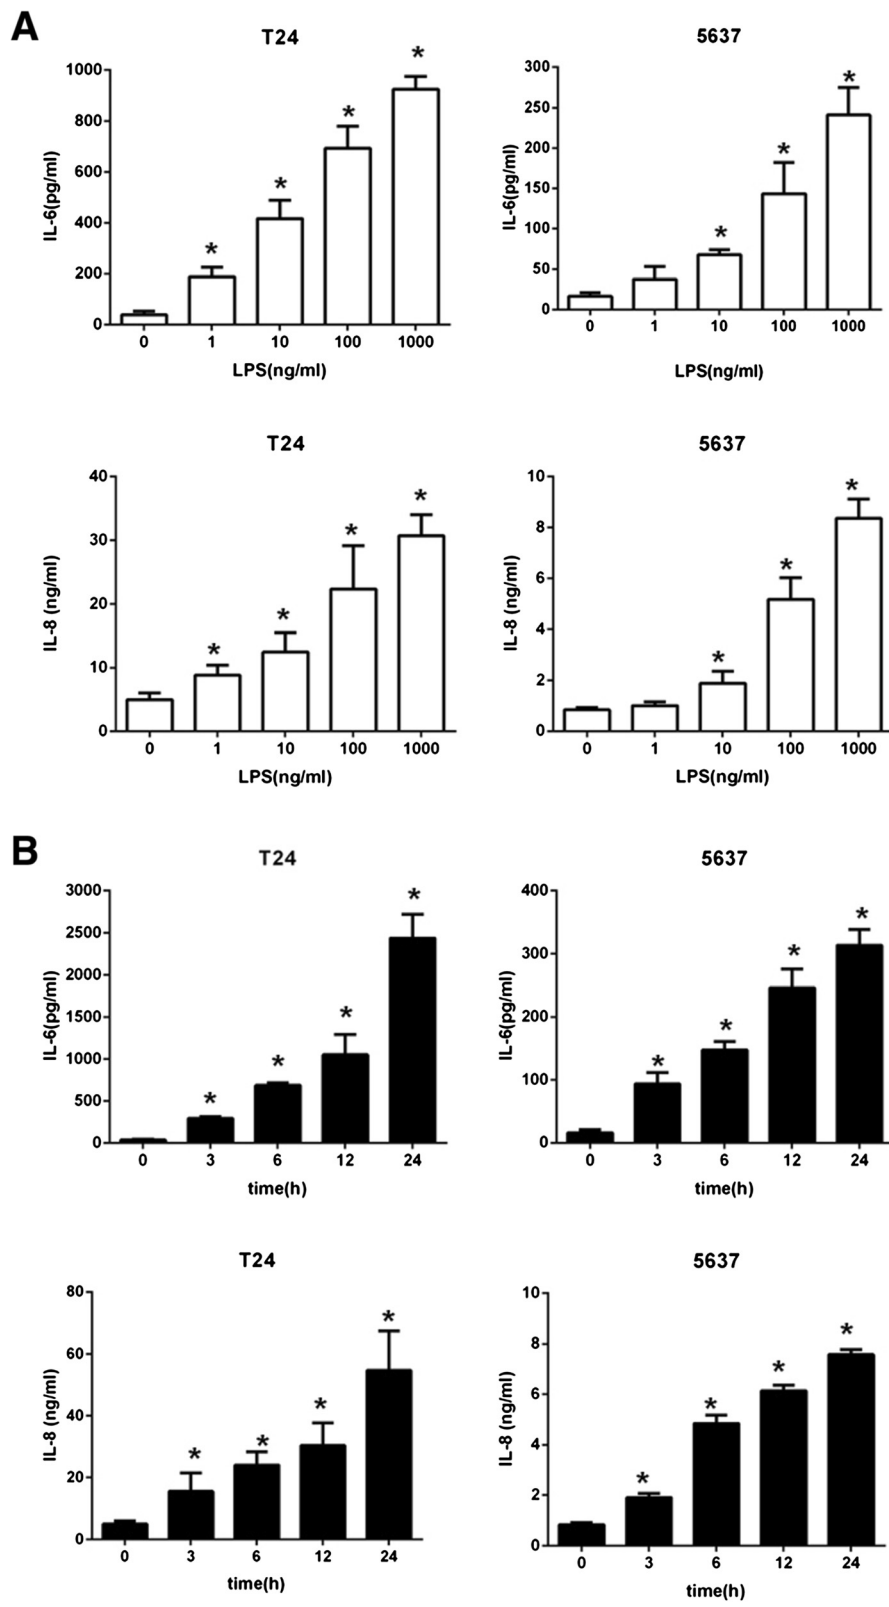 A
T24
IL-6(pg/ml)
1000
800
600
400
200
0
* * * *
0 1 10 100 1000
LPS(ng/ml)
5637
IL-6(pg/ml)
300
250
200
150
100
50
0
* * *
0 1 10 100 1000
LPS(ng/ml)
T24
IL-8 (ng/ml)
40
30
20
10
0
* * * *
0 1 10 100 1000
LPS(ng/ml)
5637
IL-8 (ng/ml)
10
8
6
4
2
0
* * *
0 1 10 100 1000
LPS(ng/ml)
B
T24
IL-6(pg/ml)
3000
2500
2000
1500
1000
500
0
* * * *
0 3 6 12 24
time(h)
5637
IL-6(pg/ml)
400
300
200
100
0
* * * *
0 3 6 12 24
time(h)
T24
IL-8 (ng/ml)
80
60
40
20
0
* * * *
0 3 6 12 24
time(h)
5637
IL-8 (ng/ml)
10
8
6
4
2
0
* * * *
0 3 6 12 24
time(h)